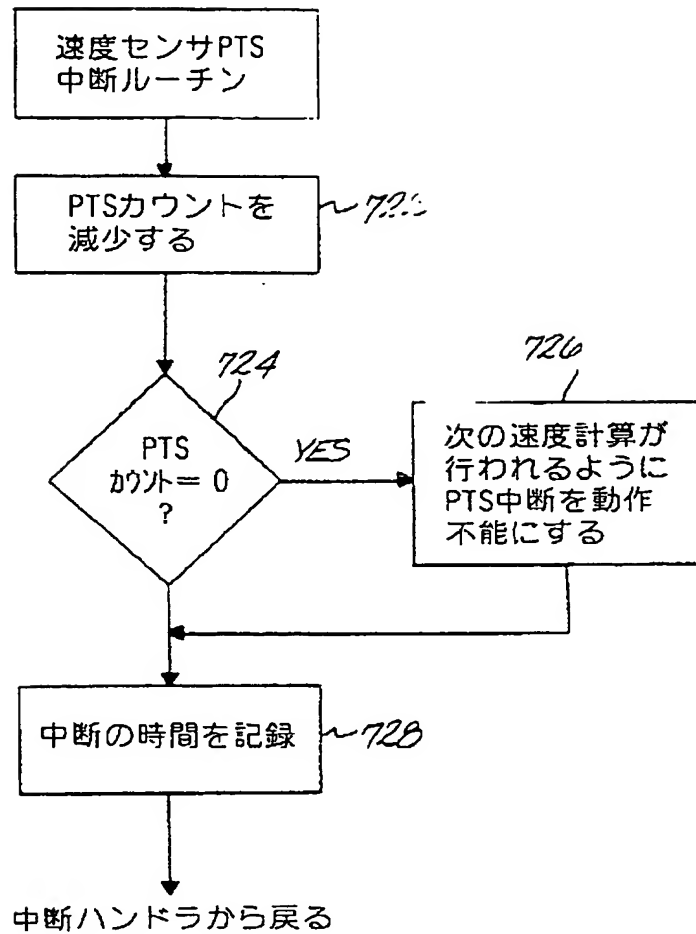 速度センサPTS
中断ルーチン
PTSカウントを
減少する
724
PTS
カウント= 0
?
YES
726
次の速度計算が
行われるように
PTS中断を動作
不能にする
中断の時間を記録
728
中断ハンドラから戻る